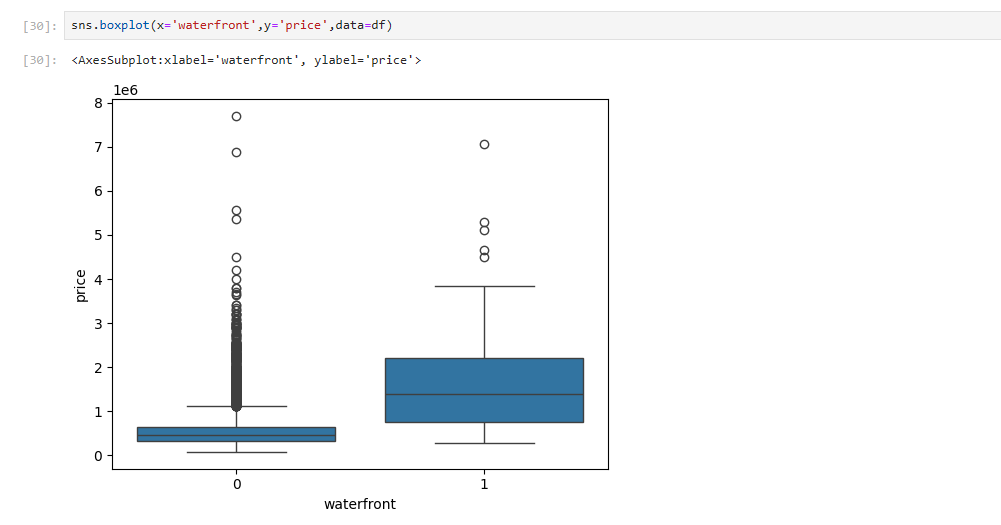 [30]: sns.boxplot(x='waterfront',y='price',data=df)
[30]: <AxesSubplot:xlabel='waterfront', ylabel='price'>
1e6
8
7
6
5
4
3
2
1
0
price
0 1
waterfront